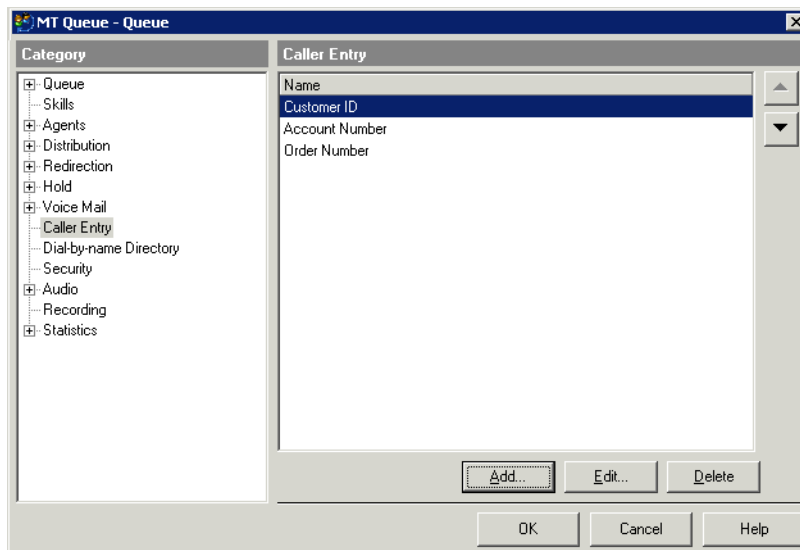 MT Queue - Queue
Category
Queue
Skills
Agents
Distribution
Redirection
Hold
Voice Mail
Caller Entry
Dial-by-name Directory
Security
Audio
Recording
Statistics
Caller Entry
Name
Customer ID
Account Number
Order Number
Add... Edit... Delete
OK Cancel Help